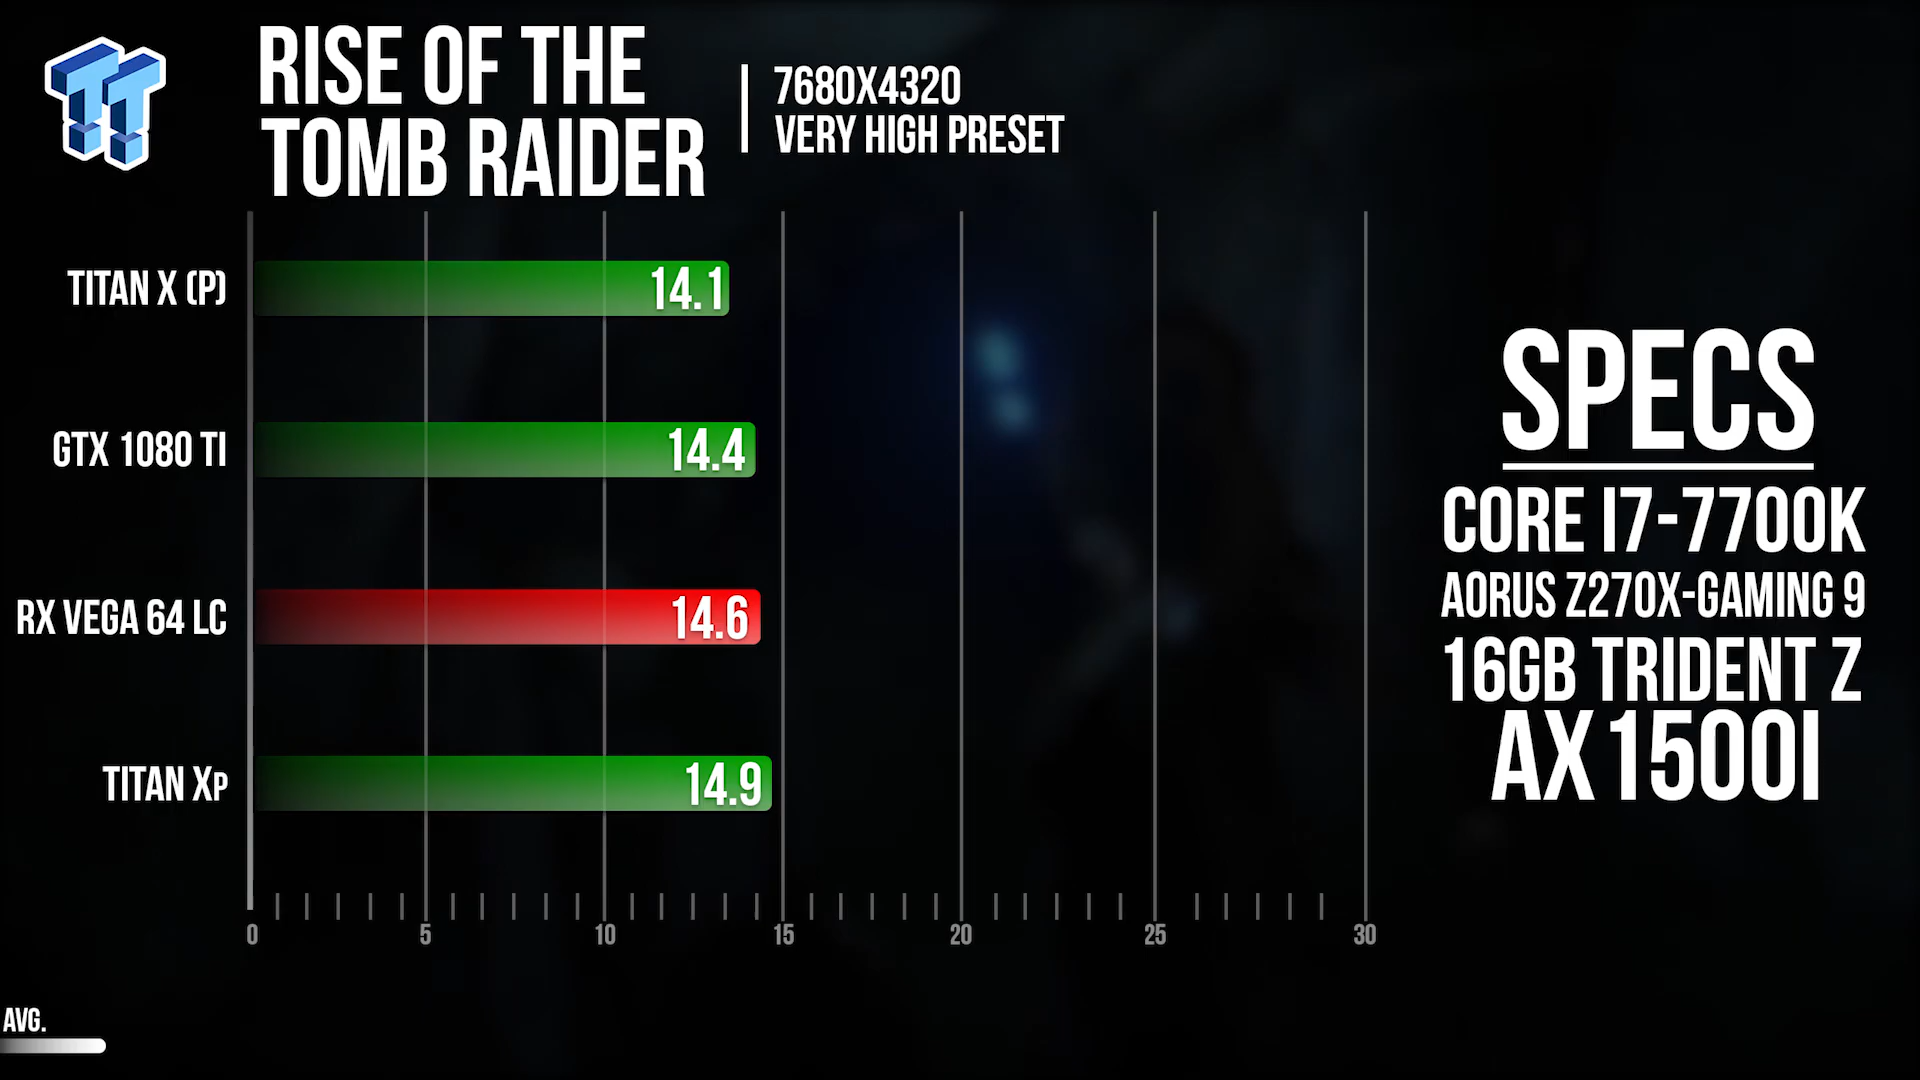 RISE OF THE
TOMB RAIDER
7680X4320
VERY HIGH PRESET
TITAN X (P)
14.1
GTX 1080 TI
14.4
RX VEGA 64 LC
14.6
TITAN XP
14.9
0 5 10 15 20 25 30
SPECS
CORE I7-7700K
AORUS Z270X-GAMING 9
16GB TRIDENT Z
AX1500I
AVG.